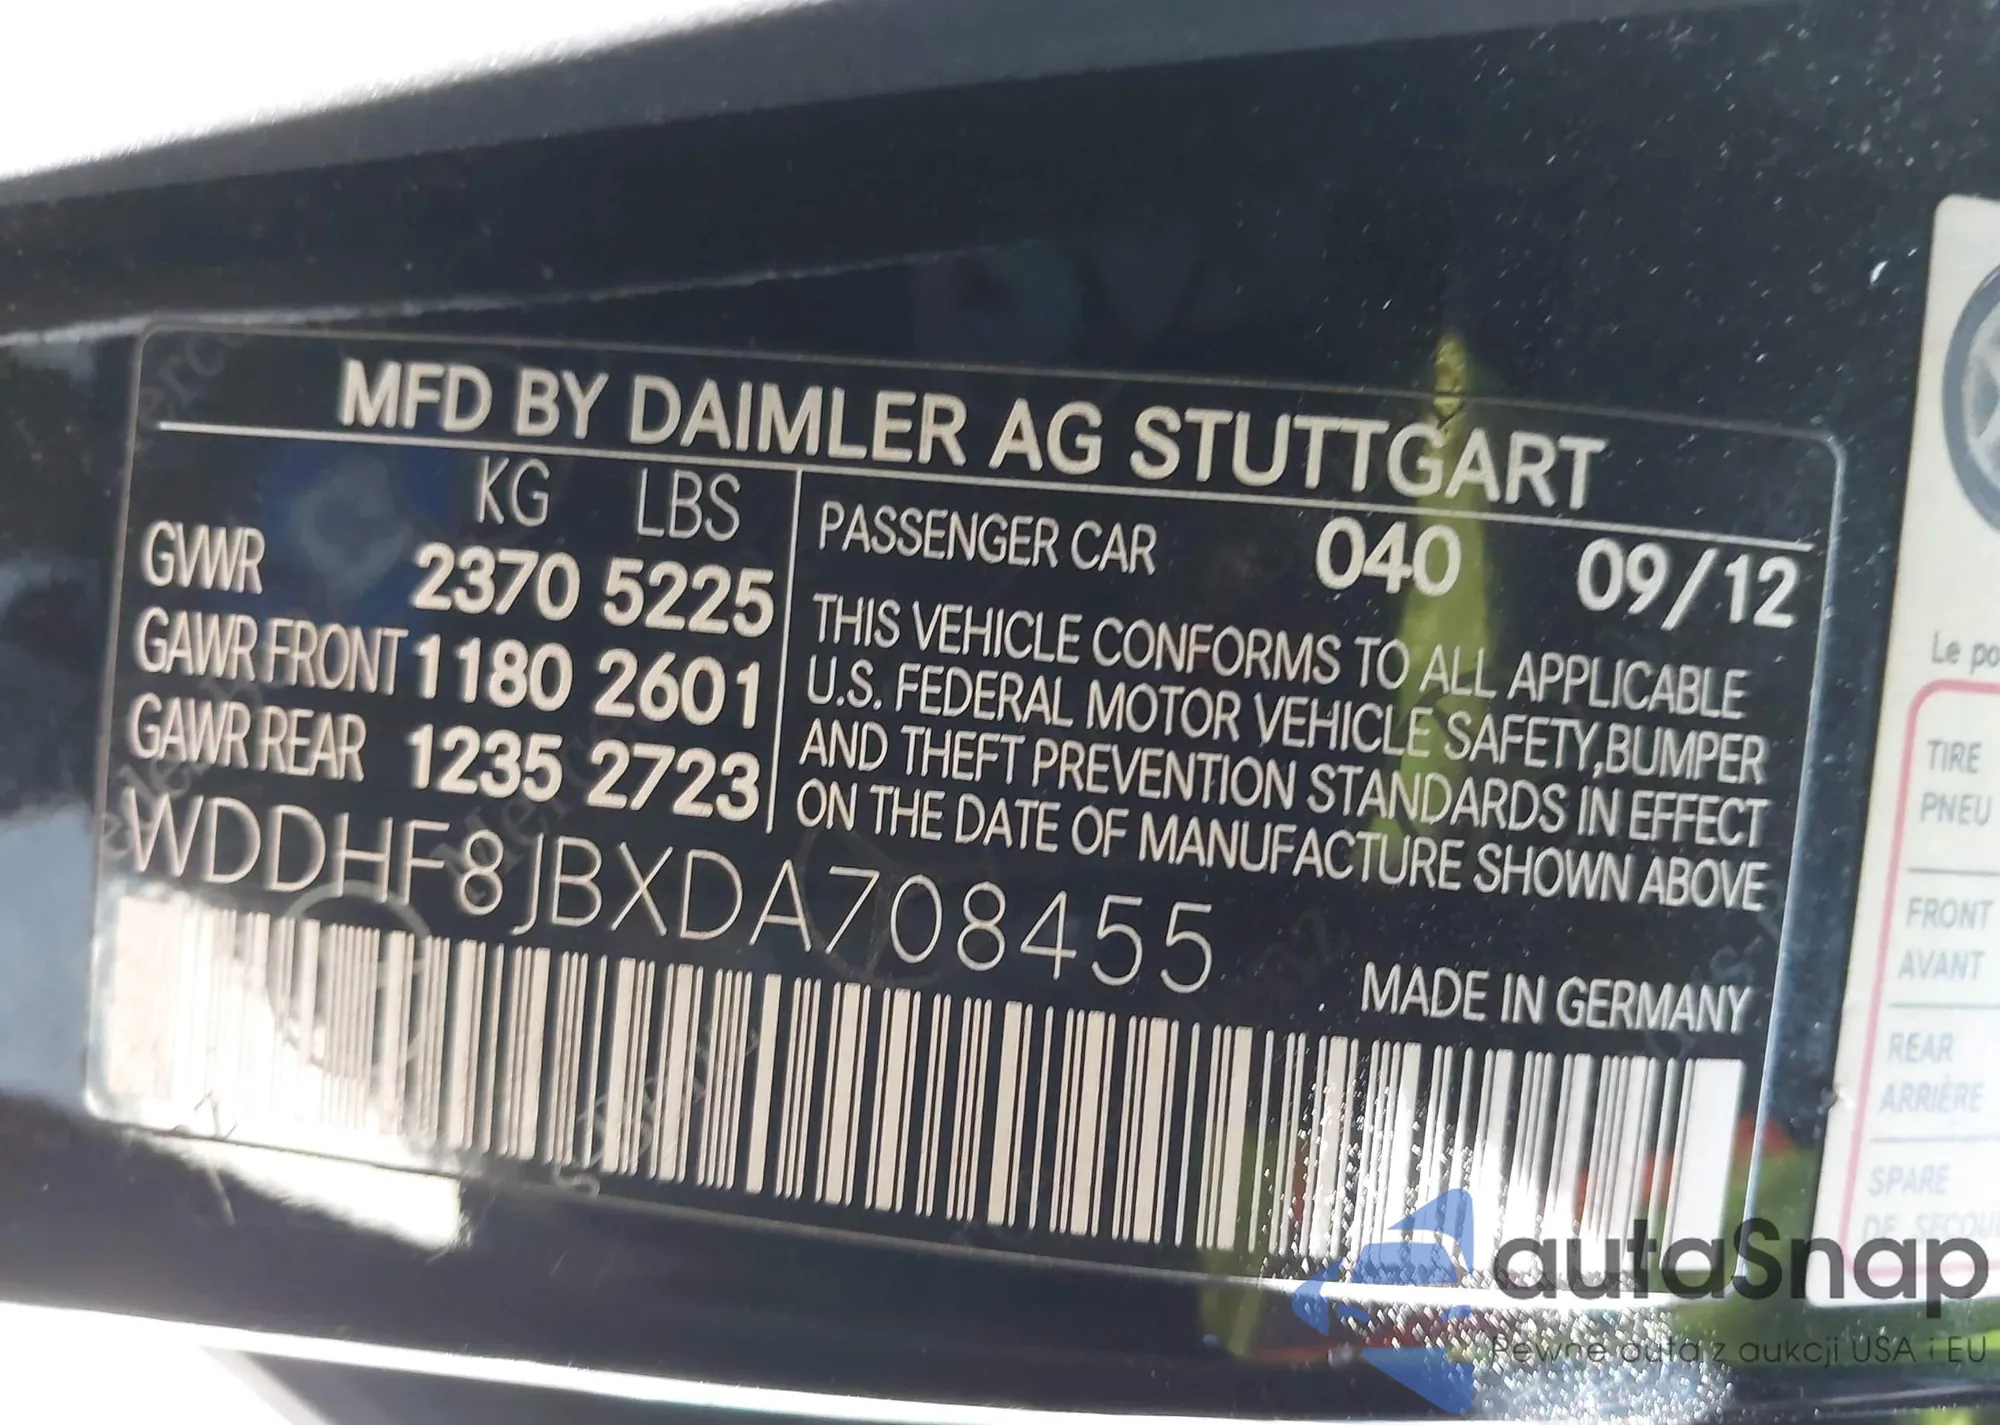 MFD BY DAIMLER AG STUTTGART
KG LBS
GVWR 2370 5225
GAWR FRONT 1180 2601
GAWR REAR 1235 2723
PASSENGER CAR 040 09/12
THIS VEHICLE CONFORMS TO ALL APPLICABLE
U.S. FEDERAL MOTOR VEHICLE SAFETY,BUMPER
AND THEFT PREVENTION STANDARDS IN EFFECT
ON THE DATE OF MANUFACTURE SHOWN ABOVE
WDDHF8JBXDA708455
MADE IN GERMANY
Le
TIRE
PNEU
FRONT
AVANT
REAR
ARRIÈRE
SPARE
DE
autaSnap
Pewne auta z aukcji USA i EU